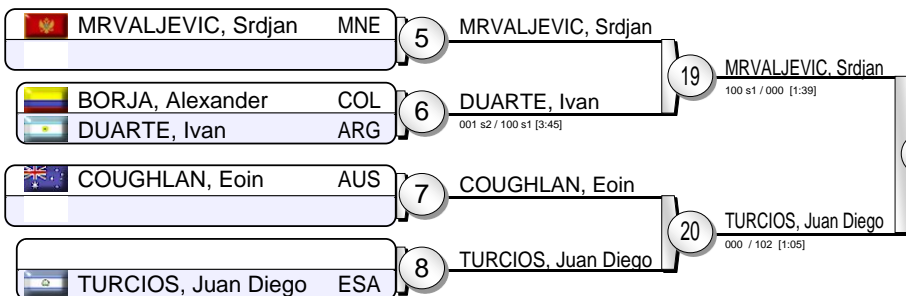 MRVALJEVIC, Srdjan MNE
5
MRVALJEVIC, Srdjan
19
MRVALJEVIC, Srdjan
100 s1 / 000 [1:39]
BORJA, Alexander COL
DUARTE, Ivan ARG
6
DUARTE, Ivan
001 s2 / 100 s1 [3:45]
COUGHLAN, Eoin AUS
7
COUGHLAN, Eoin
20
TURCIOS, Juan Diego
000 / 102 [1:05]
TURCIOS, Juan Diego ESA
8
TURCIOS, Juan Diego